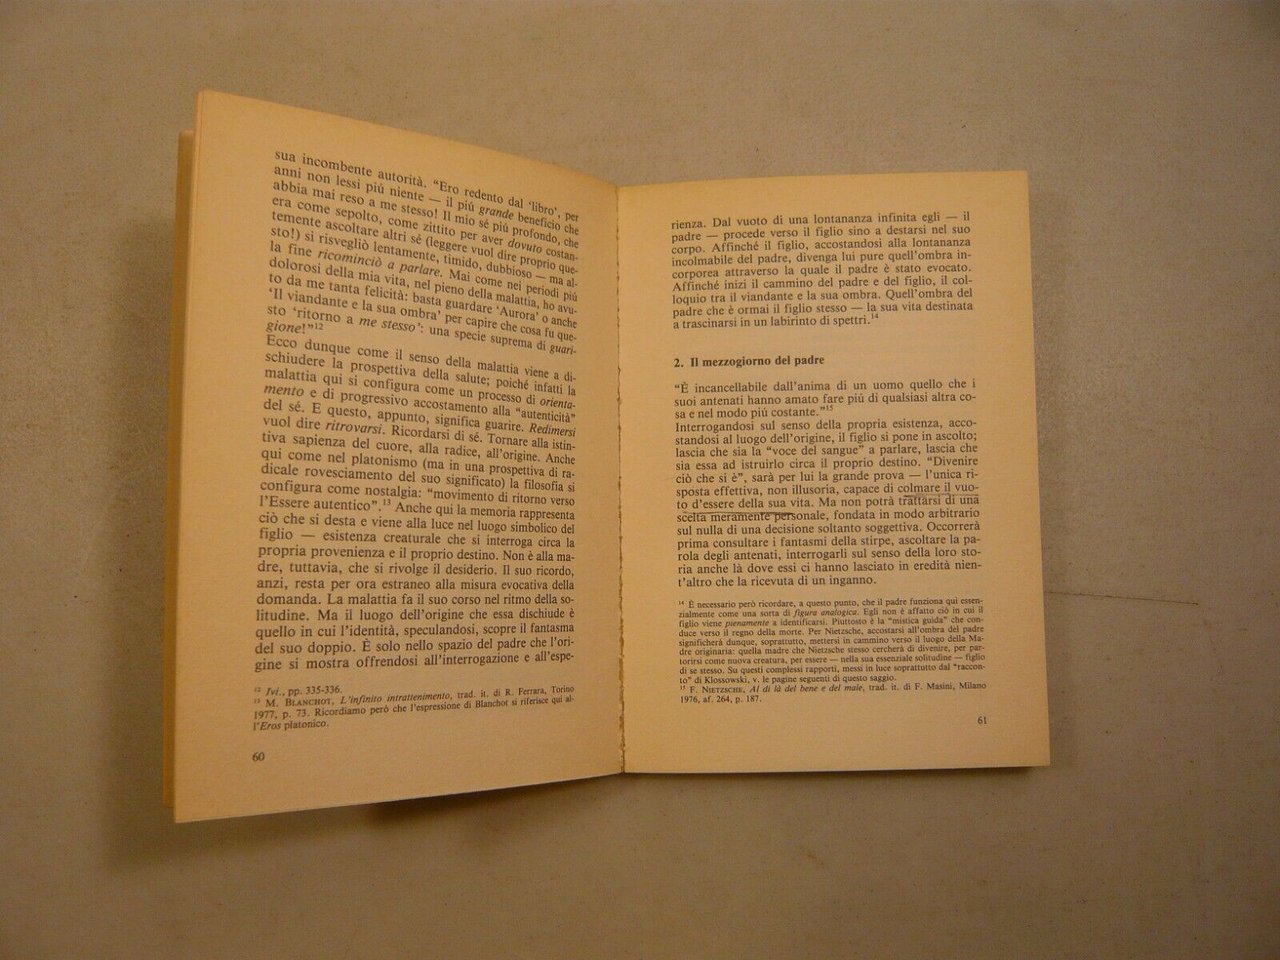 sua incombente autorità. "Ero redento dal 'libro', per
anni non lessi piú niente — il piú grande beneficio che
abbia mai reso a me stesso! Il mio sé piú profondo, che
era come sepolto, come zittito per aver dovuto costan-
temente ascoltare altri sé (leggere vuol dire proprio que-
sto!) si risvegliò lentamente, timido, dubbioso — ma al-
la fine ricominciò a parlare. Mai come nei periodi piú
dolorosi della mia vita, nel pieno della malattia, ho avu-
to da me tanta felicità: basta guardare 'Aurora' o anche
'Il viandante e la sua ombra' per capire che cosa fu que-
sto 'ritorno a me stesso': una specie suprema di guari-
gione!"12
Ecco dunque come il senso della malattia viene a di-
schiudere la prospettiva della salute; poiché infatti la
malattia qui si configura come un processo di orienta-
mento e di progressivo accostamento alla "autenticità"
del sé. E questo, appunto, significa guarire. Redimersi
vuol dire ritrovarsi. Ricordarsi di sé. Tornare alla istin-
tiva sapienza del cuore, alla radice, all'origine. Anche
qui come nel platonismo (ma in una prospettiva di ra-
dicale rovesciamento del suo significato) la filosofia si
configura come nostalgia: "movimento di ritorno verso
l'Essere autentico".13 Anche qui la memoria rappresenta
ciò che si desta e viene alla luce nel luogo simbolico del
figlio — esistenza creaturale che si interroga circa la
propria provenienza e il proprio destino. Non è alla ma-
dre, tuttavia, che si rivolge il desiderio. Il suo ricordo,
anzi, resta per ora estraneo alla misura evocativa della
domanda. La malattia fa il suo corso nel ritmo della so-
litudine. Ma il luogo dell'origine che essa dischiude è
quello in cui l'identità, speculandosi, scopre il fantasma
del suo doppio. È solo nello spazio del padre che l'ori-
gine si mostra offrendosi all'interrogazione e all'espe-
12 Ivi., pp. 335-336.
13 M. BLANCHOT, L'infinito intrattenimento, trad. it. di R. Ferrara, Torino
1977, p. 73. Ricordiamo però che l'espressione di Blanchot si riferisce qui al-
l'Eros platonico.
60
rienza. Dal vuoto di una lontananza infinita egli — il
padre — procede verso il figlio sino a destarsi nel suo
corpo. Affinché il figlio, accostandosi alla lontananza
incolmabile del padre, divenga lui pure quell'ombra in-
corporea attraverso la quale il padre è stato evocato.
Affinché inizi il cammino del padre e del figlio, il col-
loquio tra il viandante e la sua ombra. Quell'ombra del
padre che è ormai il figlio stesso — la sua vita destinata
a trascinarsi in un labirinto di spettri.14
2. Il mezzogiorno del padre
"È incancellabile dall'anima di un uomo quello che i
suoi antenati hanno amato fare piú di qualsiasi altra co-
sa e nel modo piú costante."15
Interrogandosi sul senso della propria esistenza, acco-
standosi al luogo dell'origine, il figlio si pone in ascolto;
lascia che sia la "voce del sangue" a parlare, lascia che
sia essa ad istruirlo circa il proprio destino. "Divenire
ciò che si è", sarà per lui la grande prova — l'unica ri-
sposta effettiva, non illusoria, capace di colmare il vuo-
to d'essere della sua vita. Ma non potrà trattarsi di una
scelta meramente personale, fondata in modo arbitrario
sul nulla di una decisione soltanto soggettiva. Occorrerà
prima consultare i fantasmi della stirpe, ascoltare la pa-
rola degli antenati, interrogarli sul senso della loro sto-
ria anche là dove essi ci hanno lasciato in eredità nien-
t'altro che la ricevuta di un inganno.
14 È necessario però ricordare, a questo punto, che il padre funziona qui essen-
zialmente come una sorta di figura analogica. Egli non è affatto ciò in cui il
figlio viene pienamente a identificarsi. Piuttosto è la "mistica guida" che con-
duce verso il regno della morte. Per Nietzsche, accostarsi all'ombra del padre
significherà dunque, soprattutto, mettersi in cammino verso il luogo della Ma-
dre originaria: quella madre che Nietzsche stesso cercherà di divenire, per par-
torirsi come nuova creatura, per essere — nella sua essenziale solitudine — figlio
di se stesso. Su questi complessi rapporti, messi in luce soprattutto dal "raccon-
to" di Klossowski, v. le pagine seguenti di questo saggio.
15 F. NIETZSCHE, Al di là del bene e del male, trad. it. di F. Masini, Milano
1976, af. 264, p. 187.
61